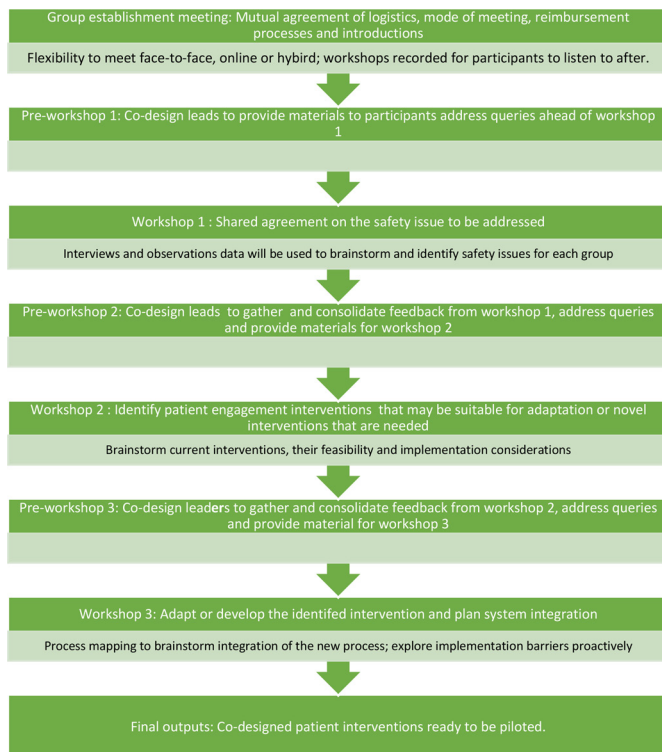 Group establishment meeting: Mutual agreement of logistics, mode of meeting, reimbursement
processes and introductions
Flexibility to meet face-to-face, online or hybird; workshops recorded for participants to listen to after.
Pre-workshop 1: Co-design leads to provide materials to participants address queries ahead of workshop
1
Workshop 1 : Shared agreement on the safety issue to be addressed
Interviews and observations data will be used to brainstorm and identify safety issues for each group
Pre-workshop 2: Co-design leads to gather and consolidate feedback from workshop 1, address queries
and provide materials for workshop 2
Workshop 2 : Identify patient engagement interventions that may be suitable for adaptation or novel
interventions that are needed
Brainstorm current interventions, their feasibility and implementation considerations
Pre-workshop 3: Co-design leaders to gather and consolidate feedback from workshop 2, address queries
and provide material for workshop 3
Workshop 3: Adapt or develop the identifed intervention and plan system integration
Process mapping to brainstorm integration of the new process; explore implementation barriers proactively
Final outputs: Co-designed patient interventions ready to be piloted.